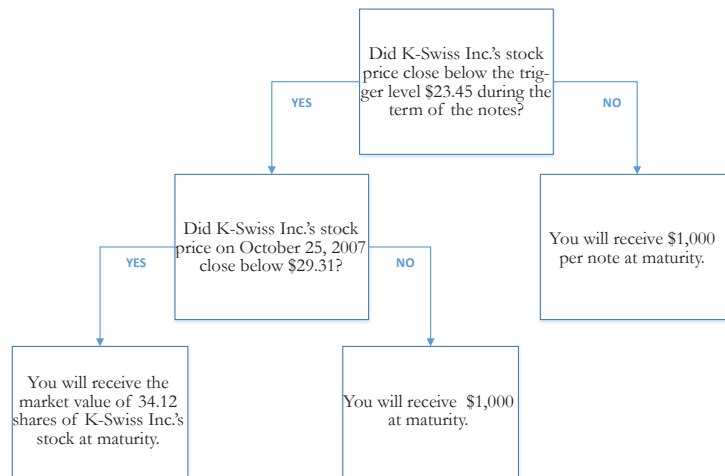 Did K-Swiss Inc.'s stock
price close below the trig-
ger level $23.45 during the
term of the notes?
YES
NO
Did K-Swiss Inc.'s stock
price on October 25, 2007
close below $29.31?
You will receive $1,000
per note at maturity.
YES
NO
You will receive the
market value of 34.12
shares of K-Swiss Inc.'s
stock at maturity.
You will receive $1,000
at maturity.